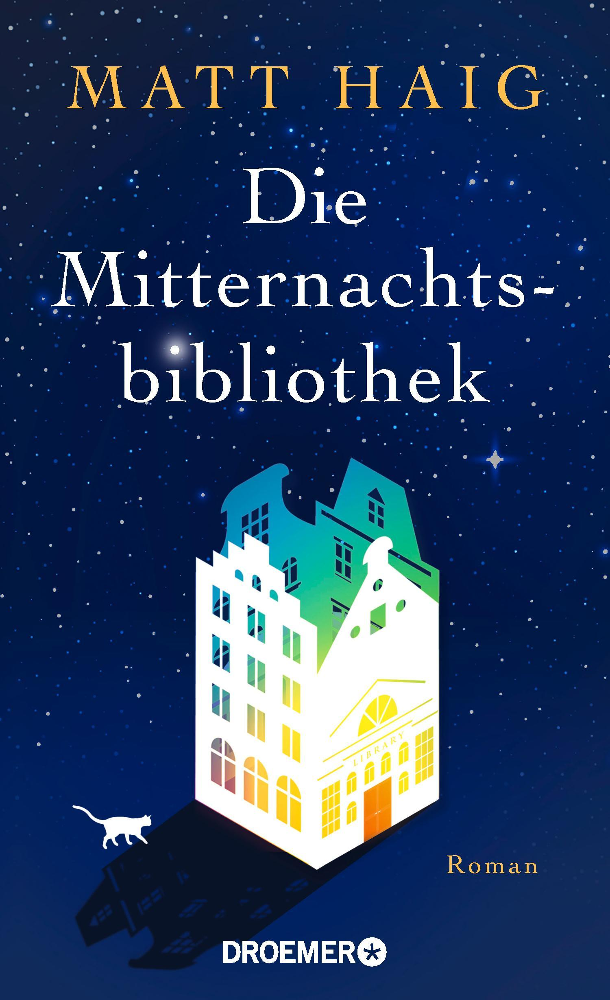 MATT HAIG
Die
Mitternachts-
bibliothek
LIBRARY
Roman
DROEMER